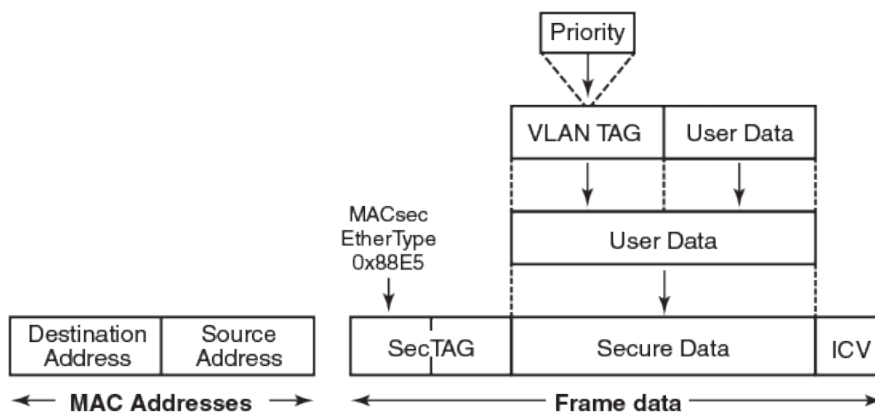 Priority
VLAN TAG
User Data
MACsec
EtherType
0x88E5
User Data
Destination
Address
Source
Address
SecTAG
Secure Data
ICV
MAC Addresses
Frame data